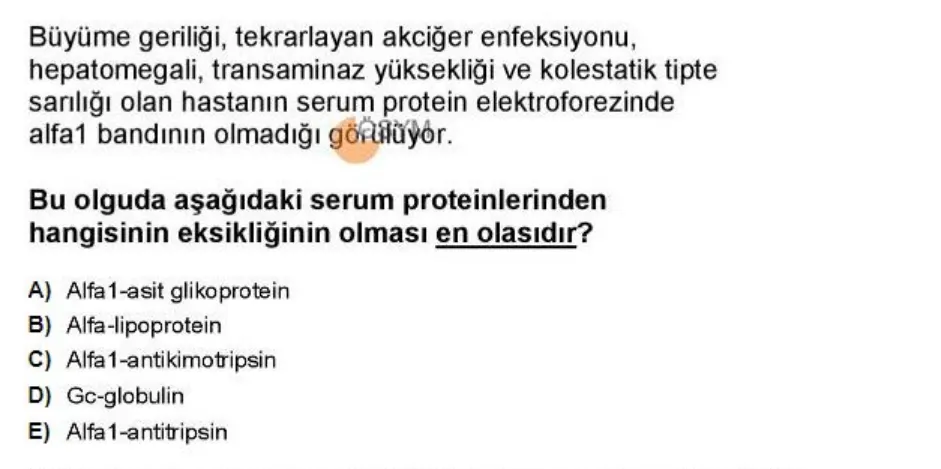 Büyüme geriliği, tekrarlayan akciğer enfeksiyonu,
hepatomegali, transaminaz yüksekliği ve kolestatik tipte
sarılığı olan hastanın serum protein elektroforezinde
alfa1 bandının olmadığı görülüyor.
ÖSYM
Bu olguda aşağıdaki serum proteinlerinden
hangisinin eksikliğinin olması en olasıdır?
A) Alfa1-asit glikoprotein
B) Alfa-lipoprotein
C) Alfa1-antikimotripsin
D) Gc-globulin
E) Alfa1-antitripsin